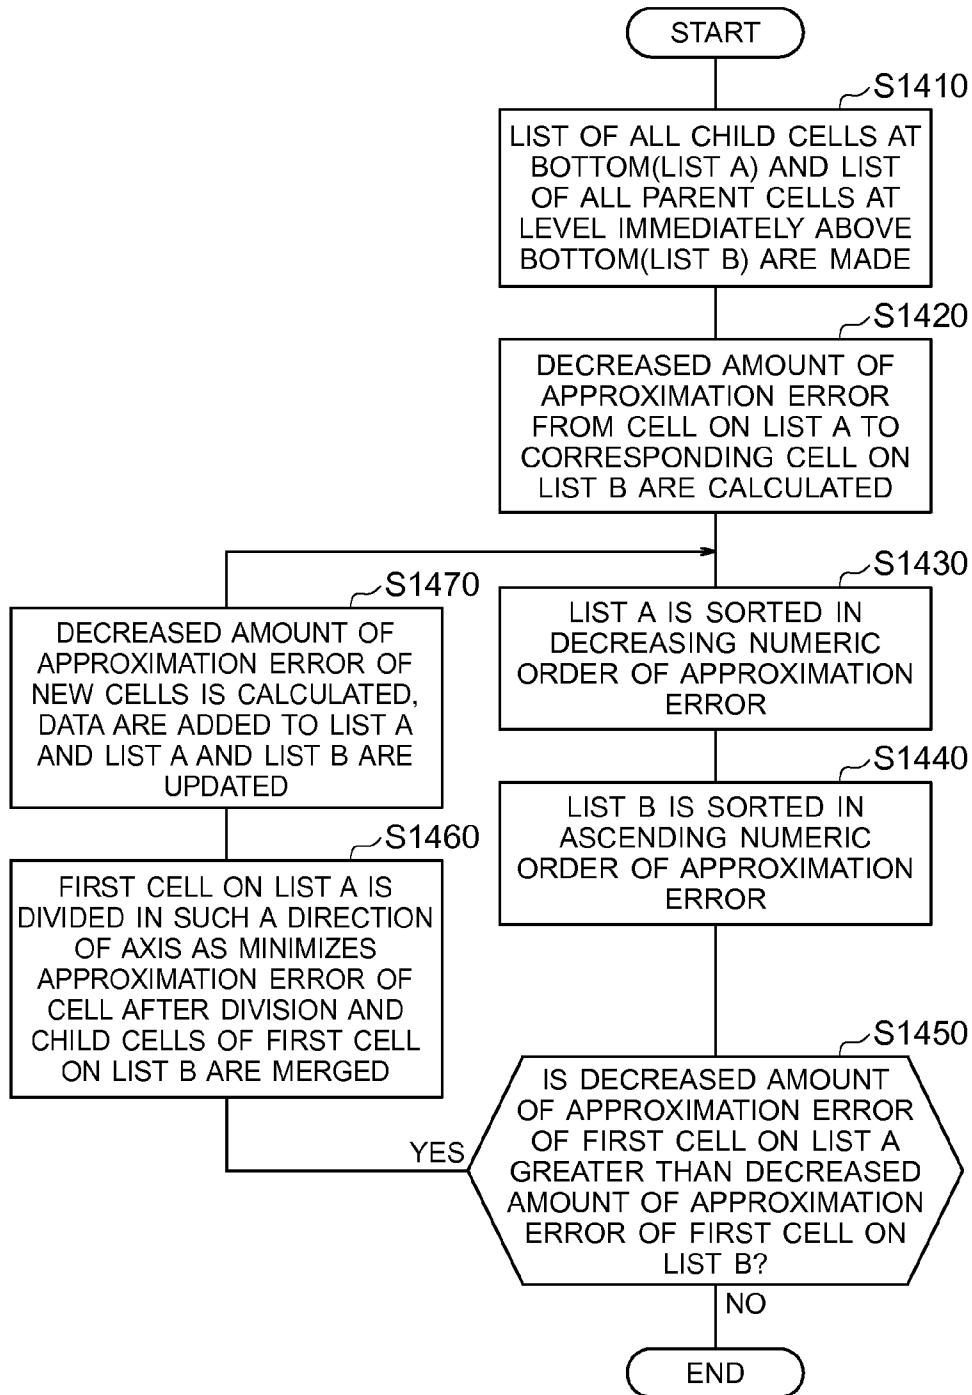 START
S1410
LIST OF ALL CHILD CELLS AT
BOTTOM(LIST A) AND LIST
OF ALL PARENT CELLS AT
LEVEL IMMEDIATELY ABOVE
BOTTOM(LIST B) ARE MADE
S1420
DECREASED AMOUNT OF
APPROXIMATION ERROR
FROM CELL ON LIST A TO
CORRESPONDING CELL ON
LIST B ARE CALCULATED
S1430
LIST A IS SORTED IN
DECREASING NUMERIC
ORDER OF APPROXIMATION
ERROR
S1440
LIST B IS SORTED IN
ASCENDING NUMERIC
ORDER OF APPROXIMATION
ERROR
S1450
IS DECREASED AMOUNT
OF APPROXIMATION ERROR
OF FIRST CELL ON LIST A
GREATER THAN DECREASED
AMOUNT OF APPROXIMATION
ERROR OF FIRST CELL ON
LIST B?
YES
S1460
FIRST CELL ON LIST A IS
DIVIDED IN SUCH A DIRECTION
OF AXIS AS MINIMIZES
APPROXIMATION ERROR OF
CELL AFTER DIVISION AND
CHILD CELLS OF FIRST CELL
ON LIST B ARE MERGED
S1470
DECREASED AMOUNT OF
APPROXIMATION ERROR OF
NEW CELLS IS CALCULATED,
DATA ARE ADDED TO LIST A
AND LIST A AND LIST B ARE
UPDATED
NO
END